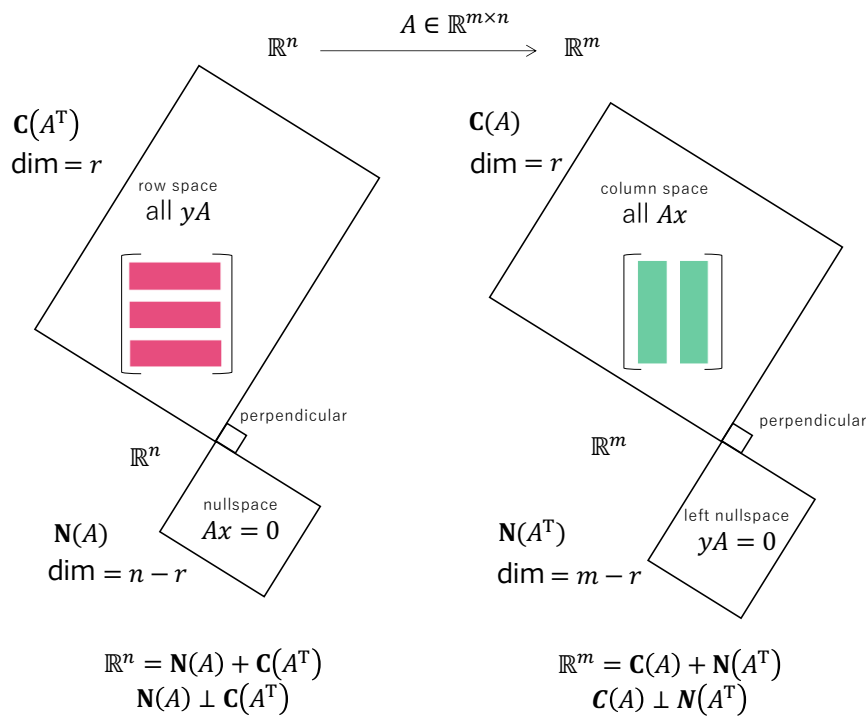 ℝⁿ A ∈ ℝᵐˣⁿ ℝᵐ
C(Aᵀ)
dim = r
row space
all yA
perpendicular
ℝⁿ
nullspace
Ax = 0
N(A)
dim = n − r
ℝⁿ = N(A) + C(Aᵀ)
N(A) ⊥ C(Aᵀ)
C(A)
dim = r
column space
all Ax
perpendicular
ℝᵐ
left nullspace
yA = 0
N(Aᵀ)
dim = m − r
ℝᵐ = C(A) + N(Aᵀ)
C(A) ⊥ N(Aᵀ)